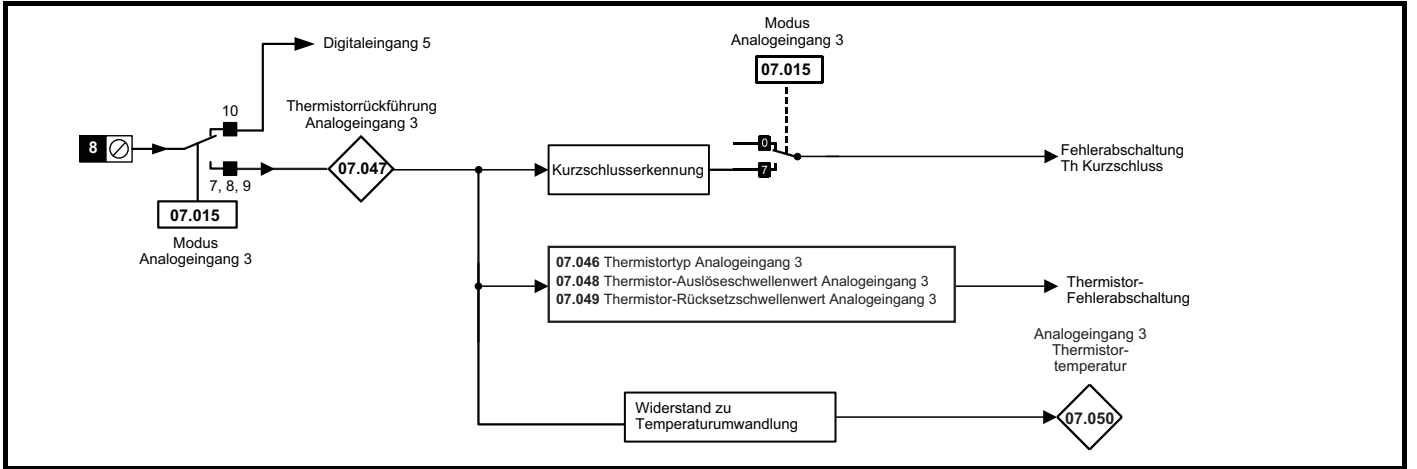 Modus
Analogeingang 3
07.015
Digitaleingang 5
10
Thermistorrückführung
Analogeingang 3
8
07.047
7, 8, 9
07.015
Modus
Analogeingang 3
Kurzschlusserkennung
0
7
Fehlerabschaltung
Th Kurzschluss
07.046 Thermistortyp Analogeingang 3
07.048 Thermistor-Auslöseschwellenwert Analogeingang 3
07.049 Thermistor-Rücksetzschwellenwert Analogeingang 3
Thermistor-
Fehlerabschaltung
Analogeingang 3
Thermistor-
temperatur
Widerstand zu
Temperaturumwandlung
07.050